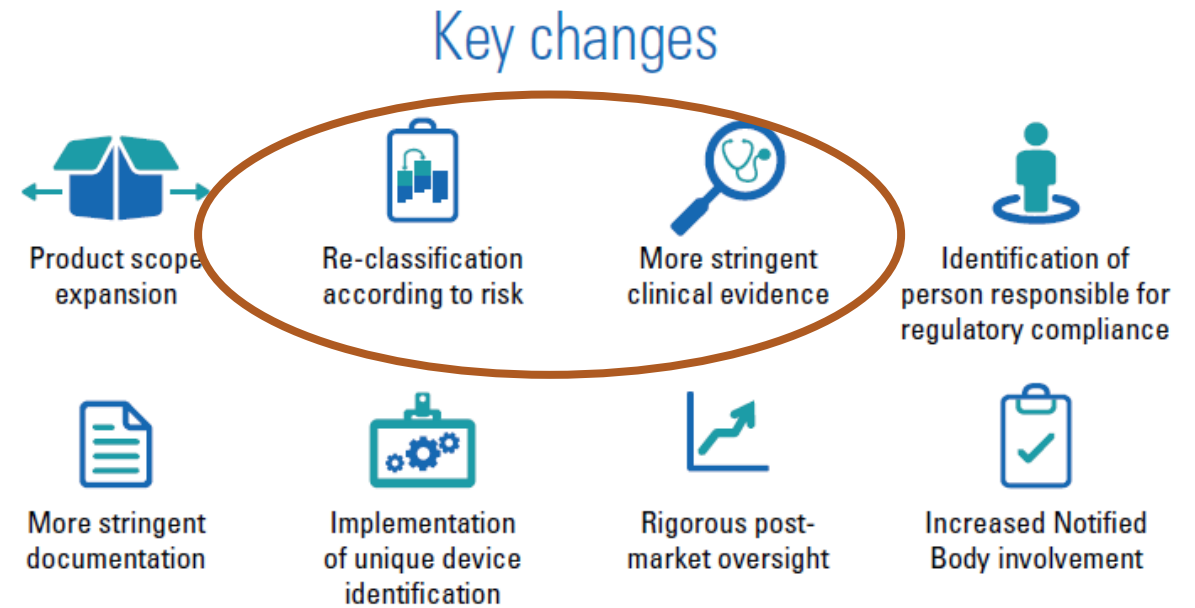 Key changes
Product scope
expansion
Re-classification
according to risk
More stringent
clinical evidence
Identification of
person responsible for
regulatory compliance
More stringent
documentation
Implementation
of unique device
identification
Rigorous post-
market oversight
Increased Notified
Body involvement